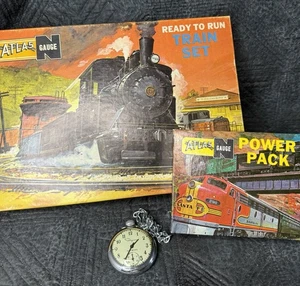 READY TO RUN
TRAIN
SET
ATLAS N GAUGE
ATLAS N GAUGE
POWER
PACK